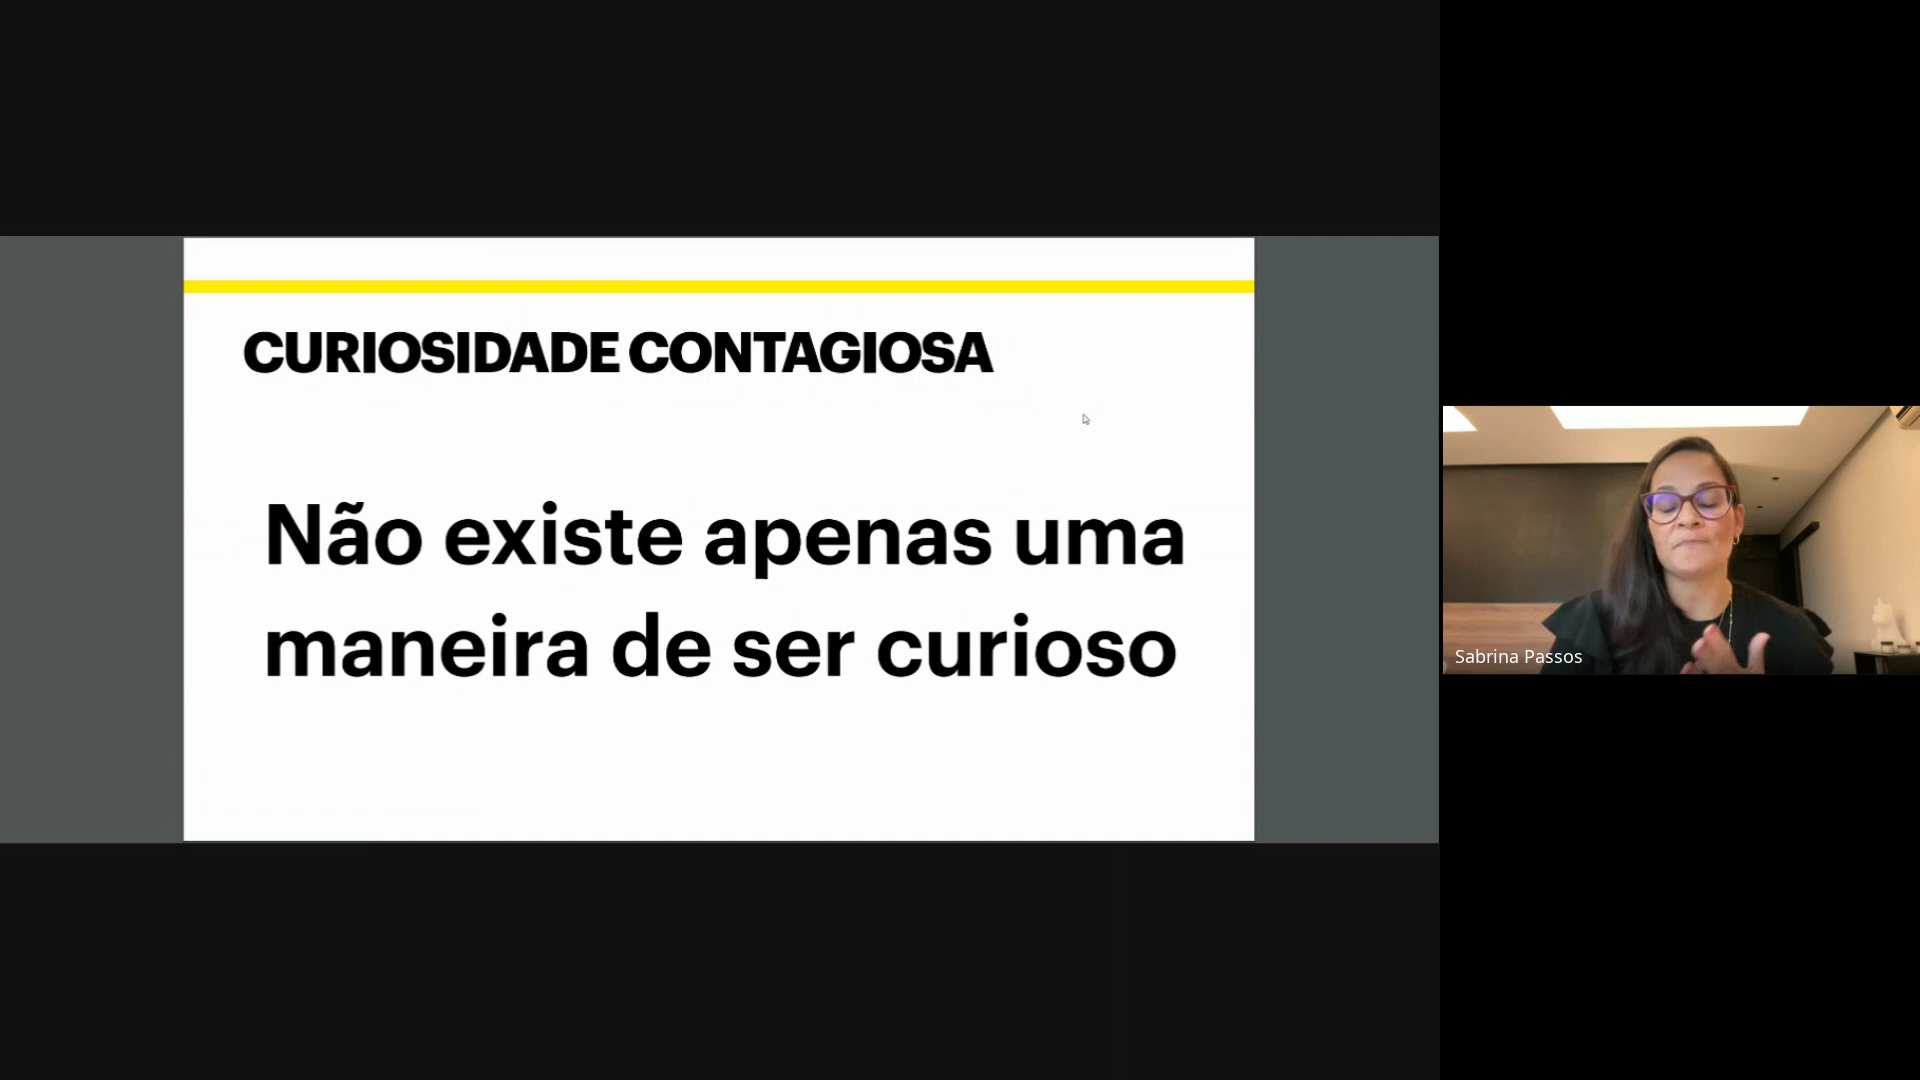 CURIOSIDADE CONTAGIOSA
Não existe apenas uma
maneira de ser curioso
Sabrina Passos